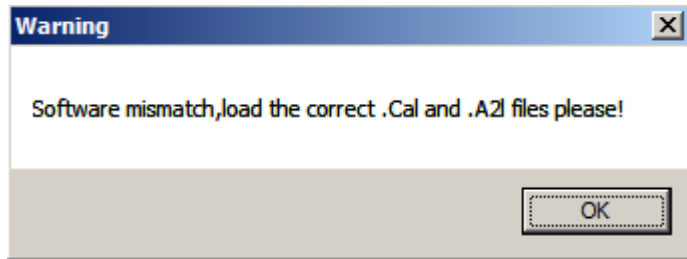 Warning
Software mismatch,load the correct .Cal and .A2l files please!
OK